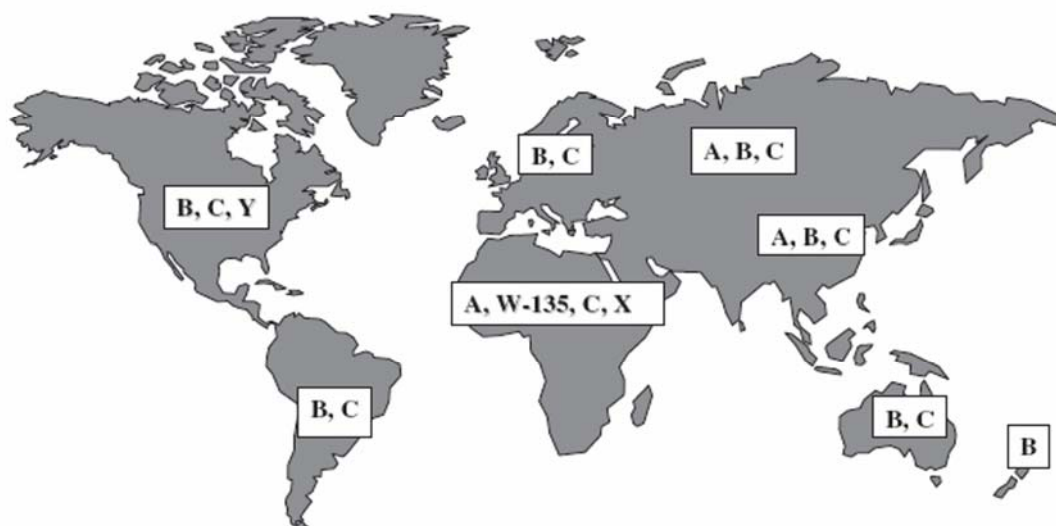 B, C
A, B, C
B, C, Y
A, B, C
A, W-135, C, X
B, C
B, C
B